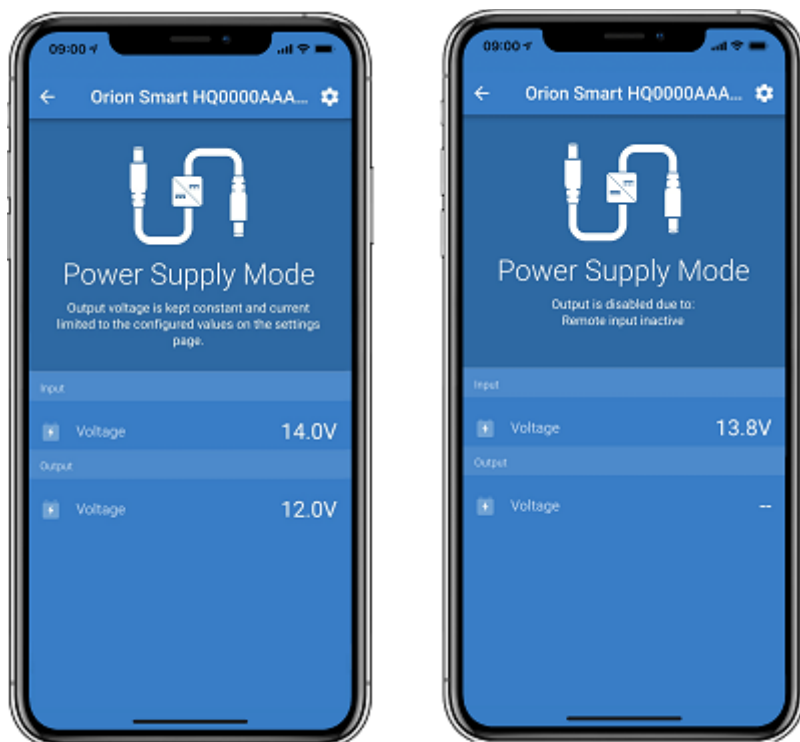 09:00
Orion Smart HQ0000AAA...
Power Supply Mode
Output voltage is kept constant and current
limited to the configured values on the settings
page.
Input
Voltage 14.0V
Output
Voltage 12.0V
09:00
Orion Smart HQ0000AAA...
Power Supply Mode
Output is disabled due to:
Remote input inactive
Input
Voltage 13.8V
Output
Voltage --